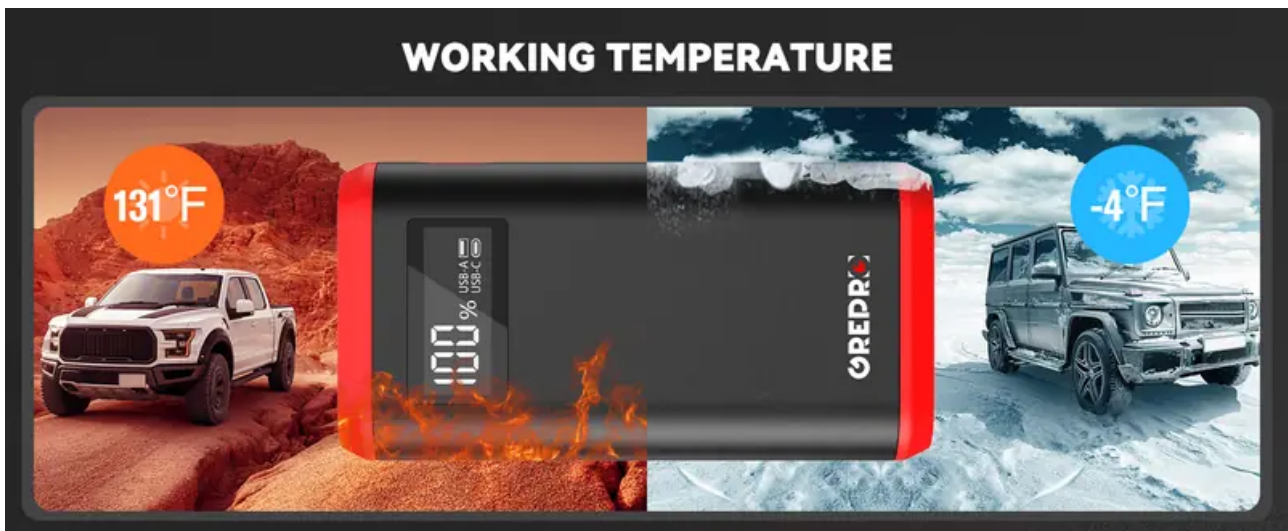 WORKING TEMPERATURE
131°F
-4°F
100%
USB-A
USB-C
GREPRO